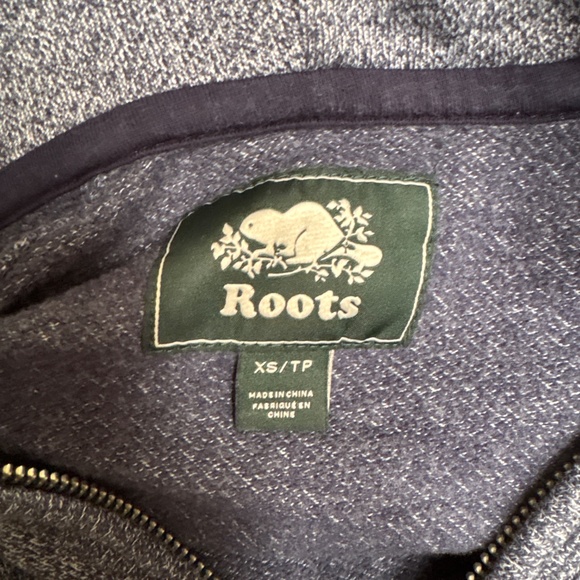 Roots
XS/TP
MADE IN CHINA
FABRIQUÉ EN
CHINE